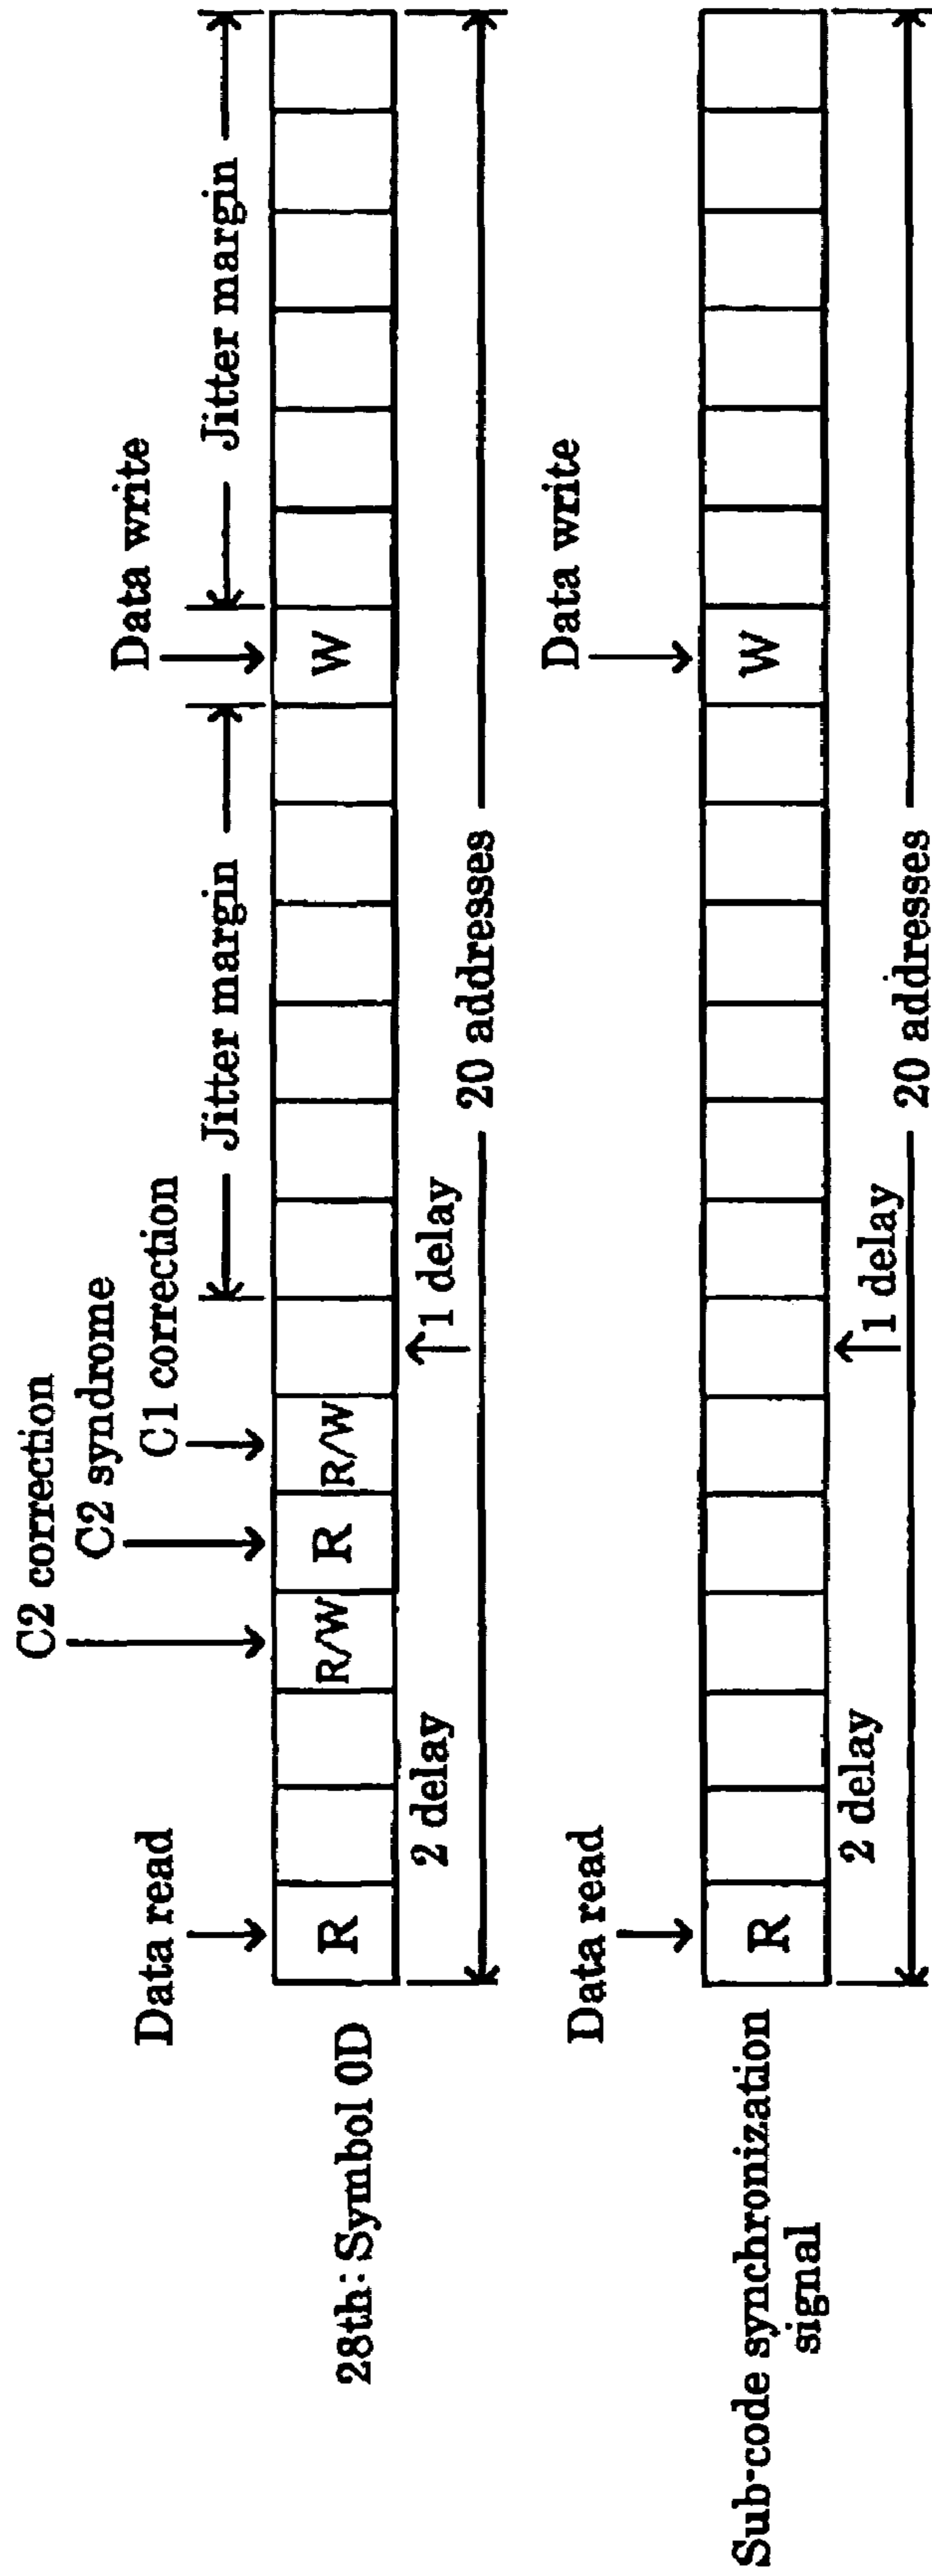 C2 correction
C2 syndrome
C1 correction
Data read
Data write
Jitter margin
Jitter margin
28th: Symbol 0D
R
R/W
R
R/W
W
2 delay
1 delay
20 addresses
Data read
Data write
Sub-code synchronization
signal
R
W
2 delay
1 delay
20 addresses